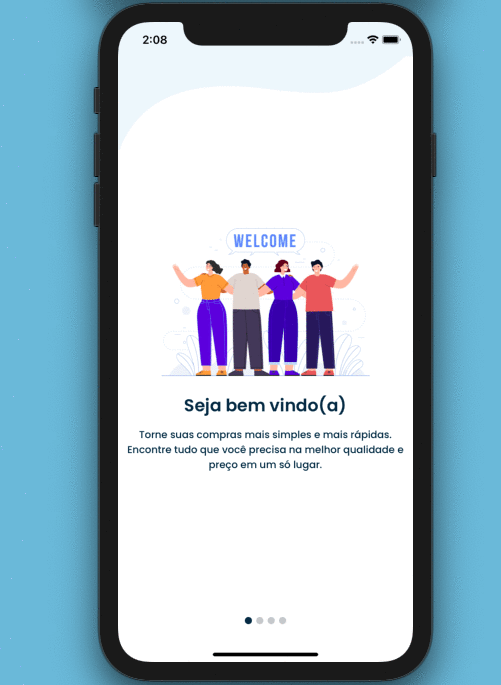 2:08
WELCOME
Seja bem vindo(a)
Torne suas compras mais simples e mais rápidas.
Encontre tudo que você precisa na melhor qualidade e
preço em um só lugar.